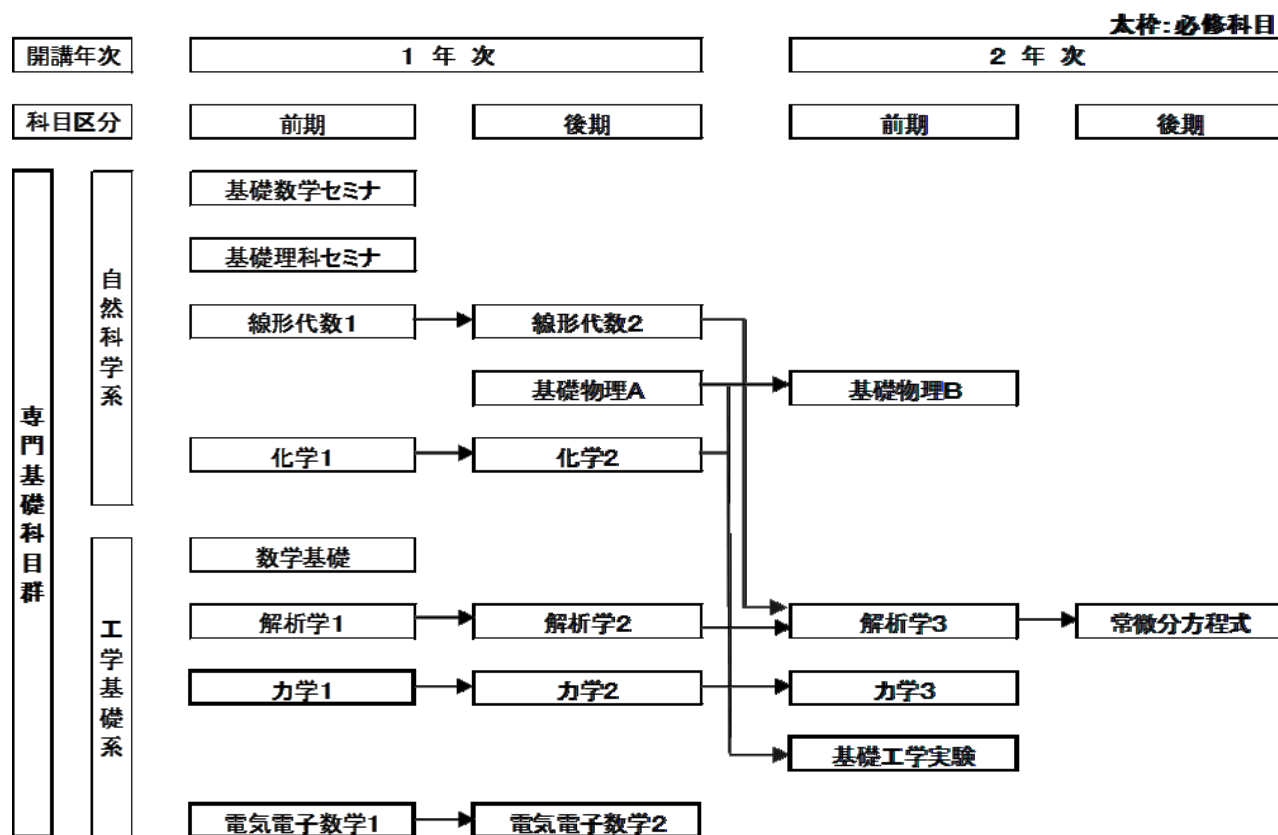 太枠:必修科目
開講年次
1 年 次
2 年 次
科目区分
前期
後期
前期
後期
専門基礎科目群
自然科学系
基礎数学セミナ
基礎理科セミナ
線形代数1
線形代数2
基礎物理A
基礎物理B
化学1
化学2
工学基礎系
数学基礎
解析学1
解析学2
解析学3
常微分方程式
力学1
力学2
力学3
基礎工学実験
電気電子数学1
電気電子数学2